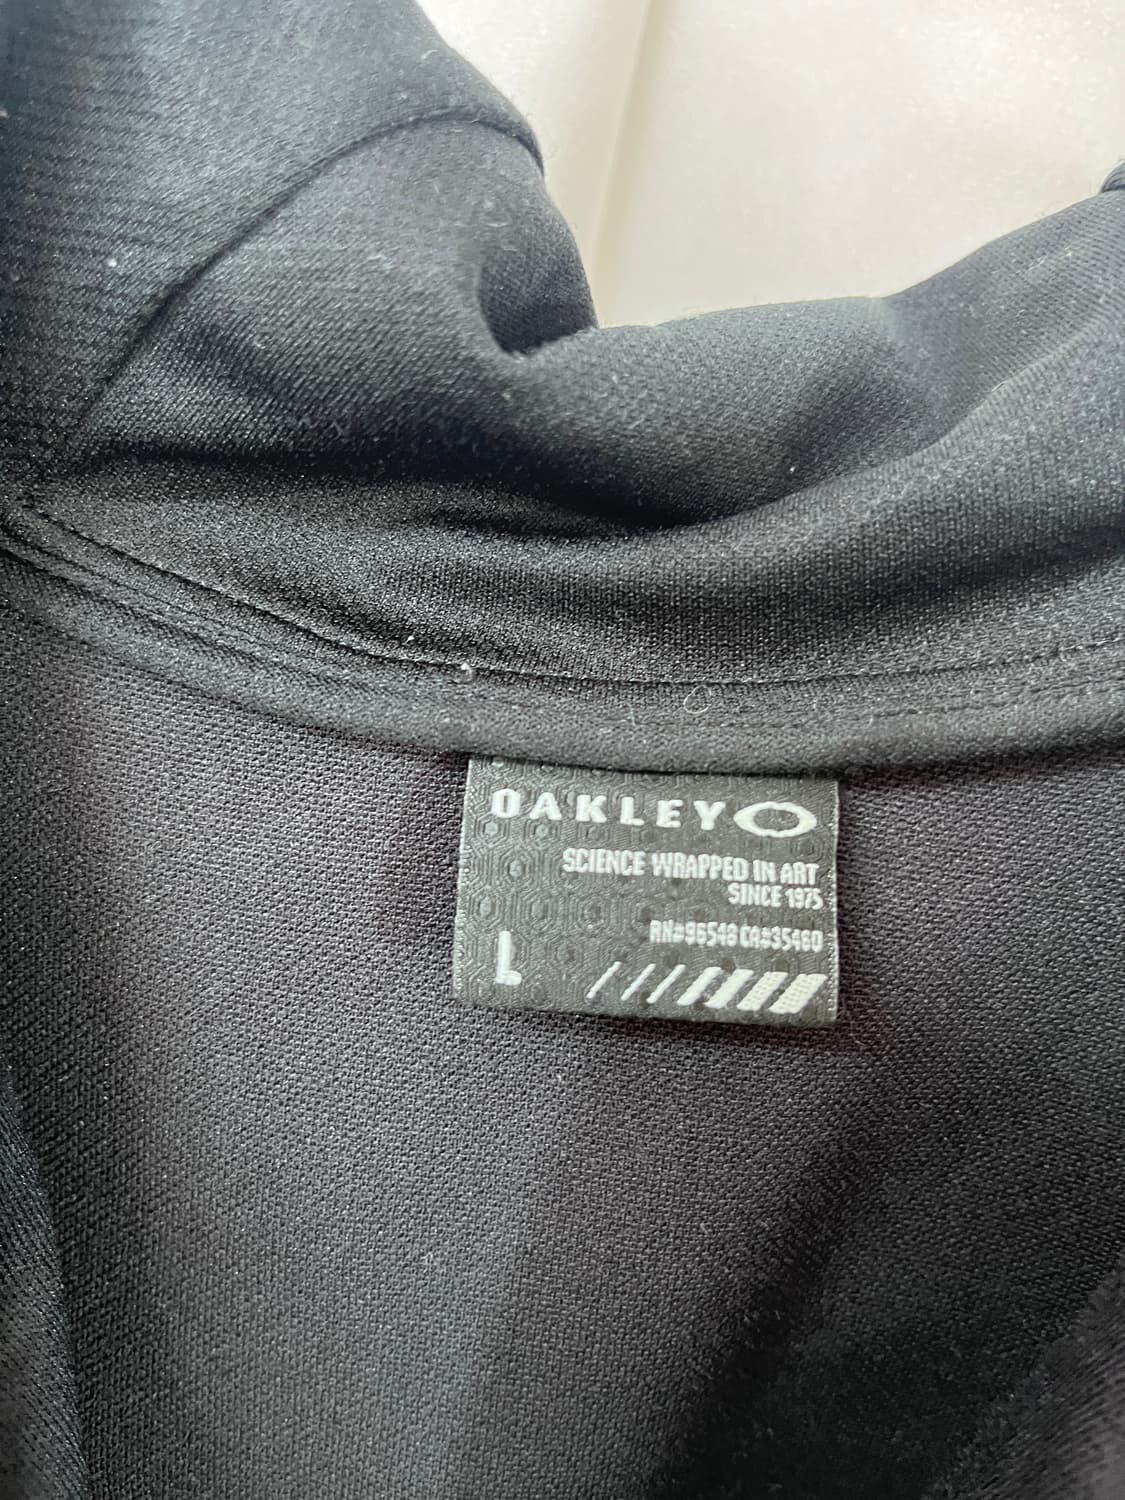 OAKLEY
SCIENCE WRAPPED IN ART
SINCE 1975
RN#96548 CA#35460
L